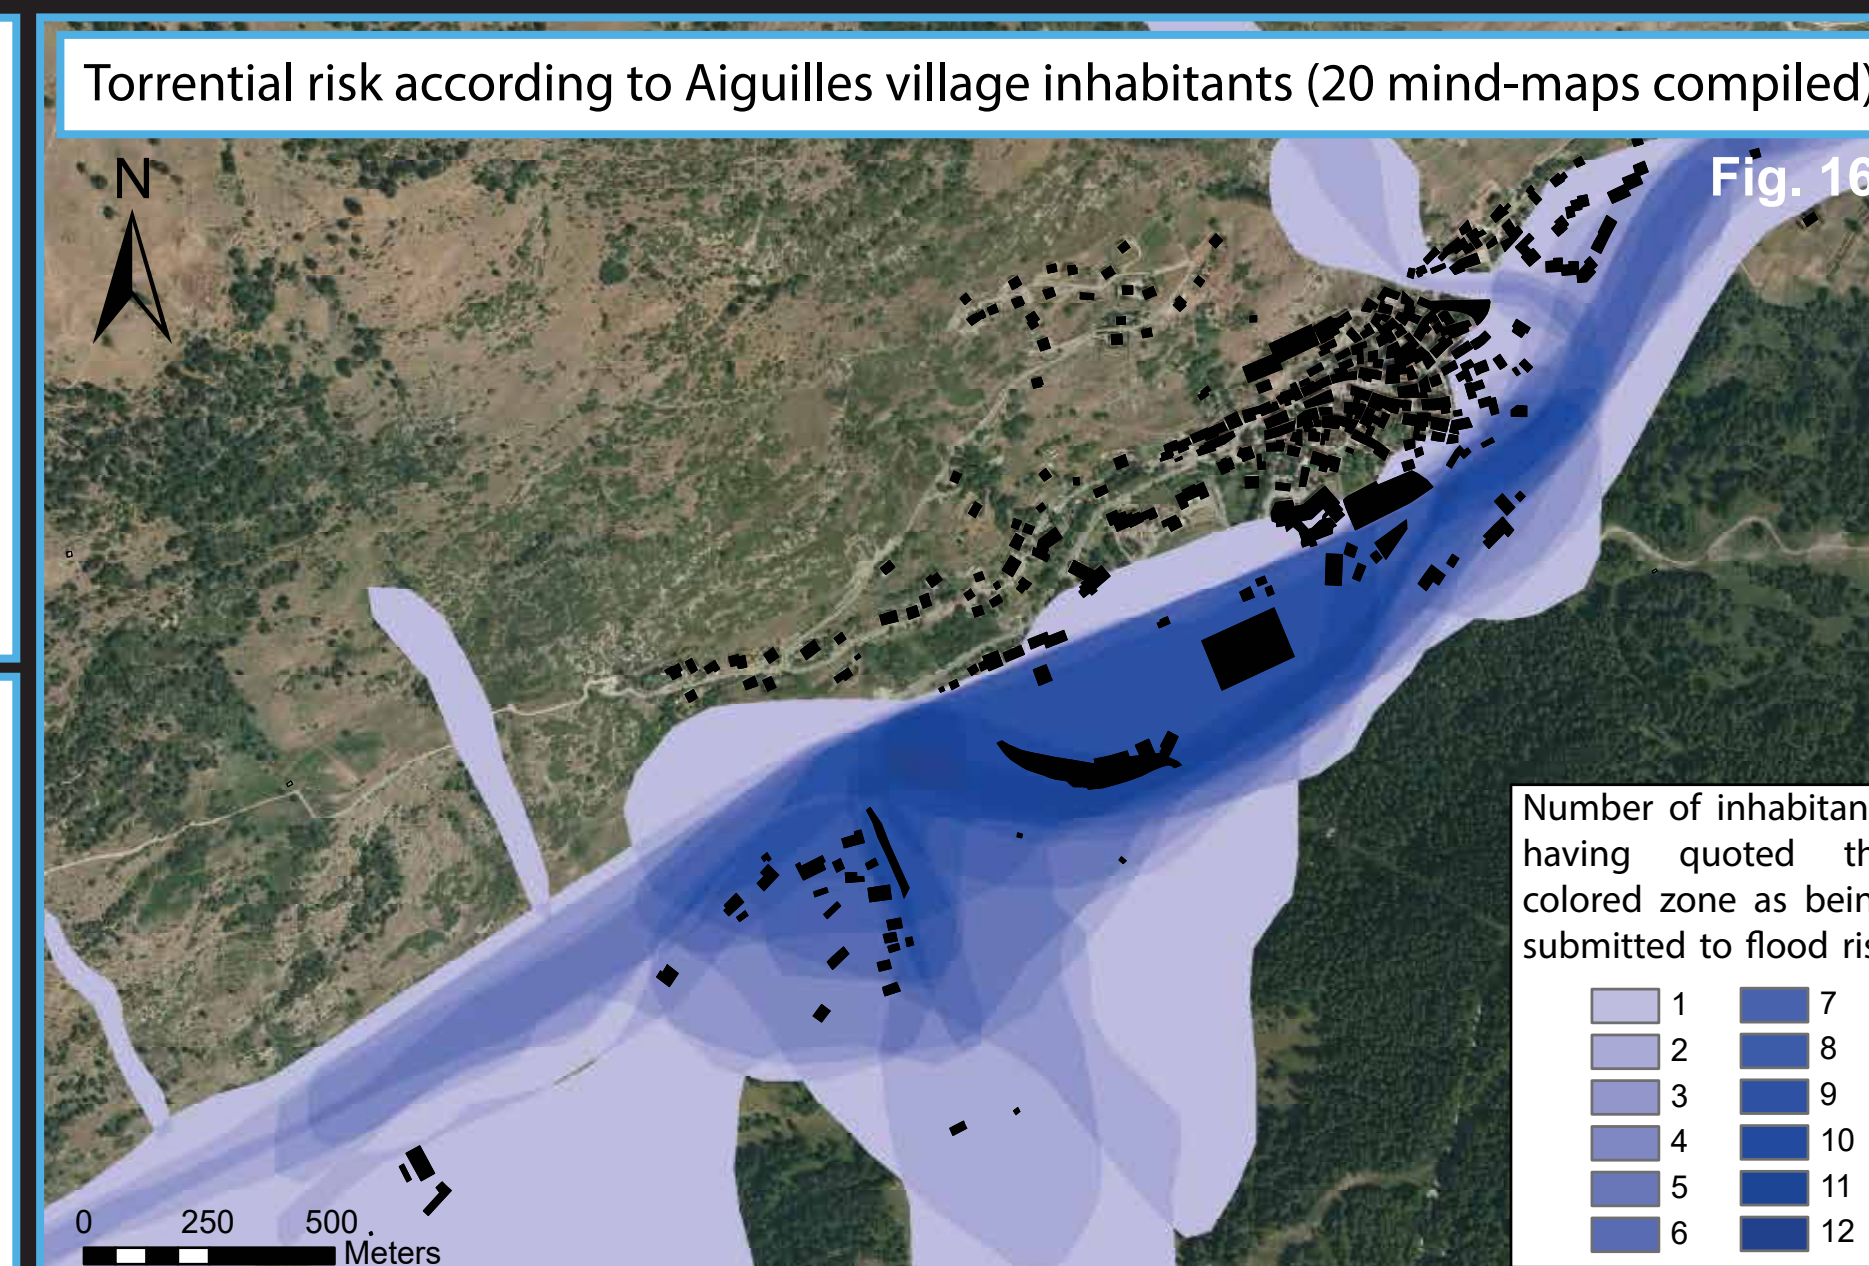 Torrential risk according to Aiguilles village inhabitants (20 mind-maps compiled)
N
Fig. 16
Number of inhabitan
having quoted th
colored zone as bein
submitted to flood ris
1 7
2 8
3 9
4 10
5 11
6 12
0 250 500
Meters